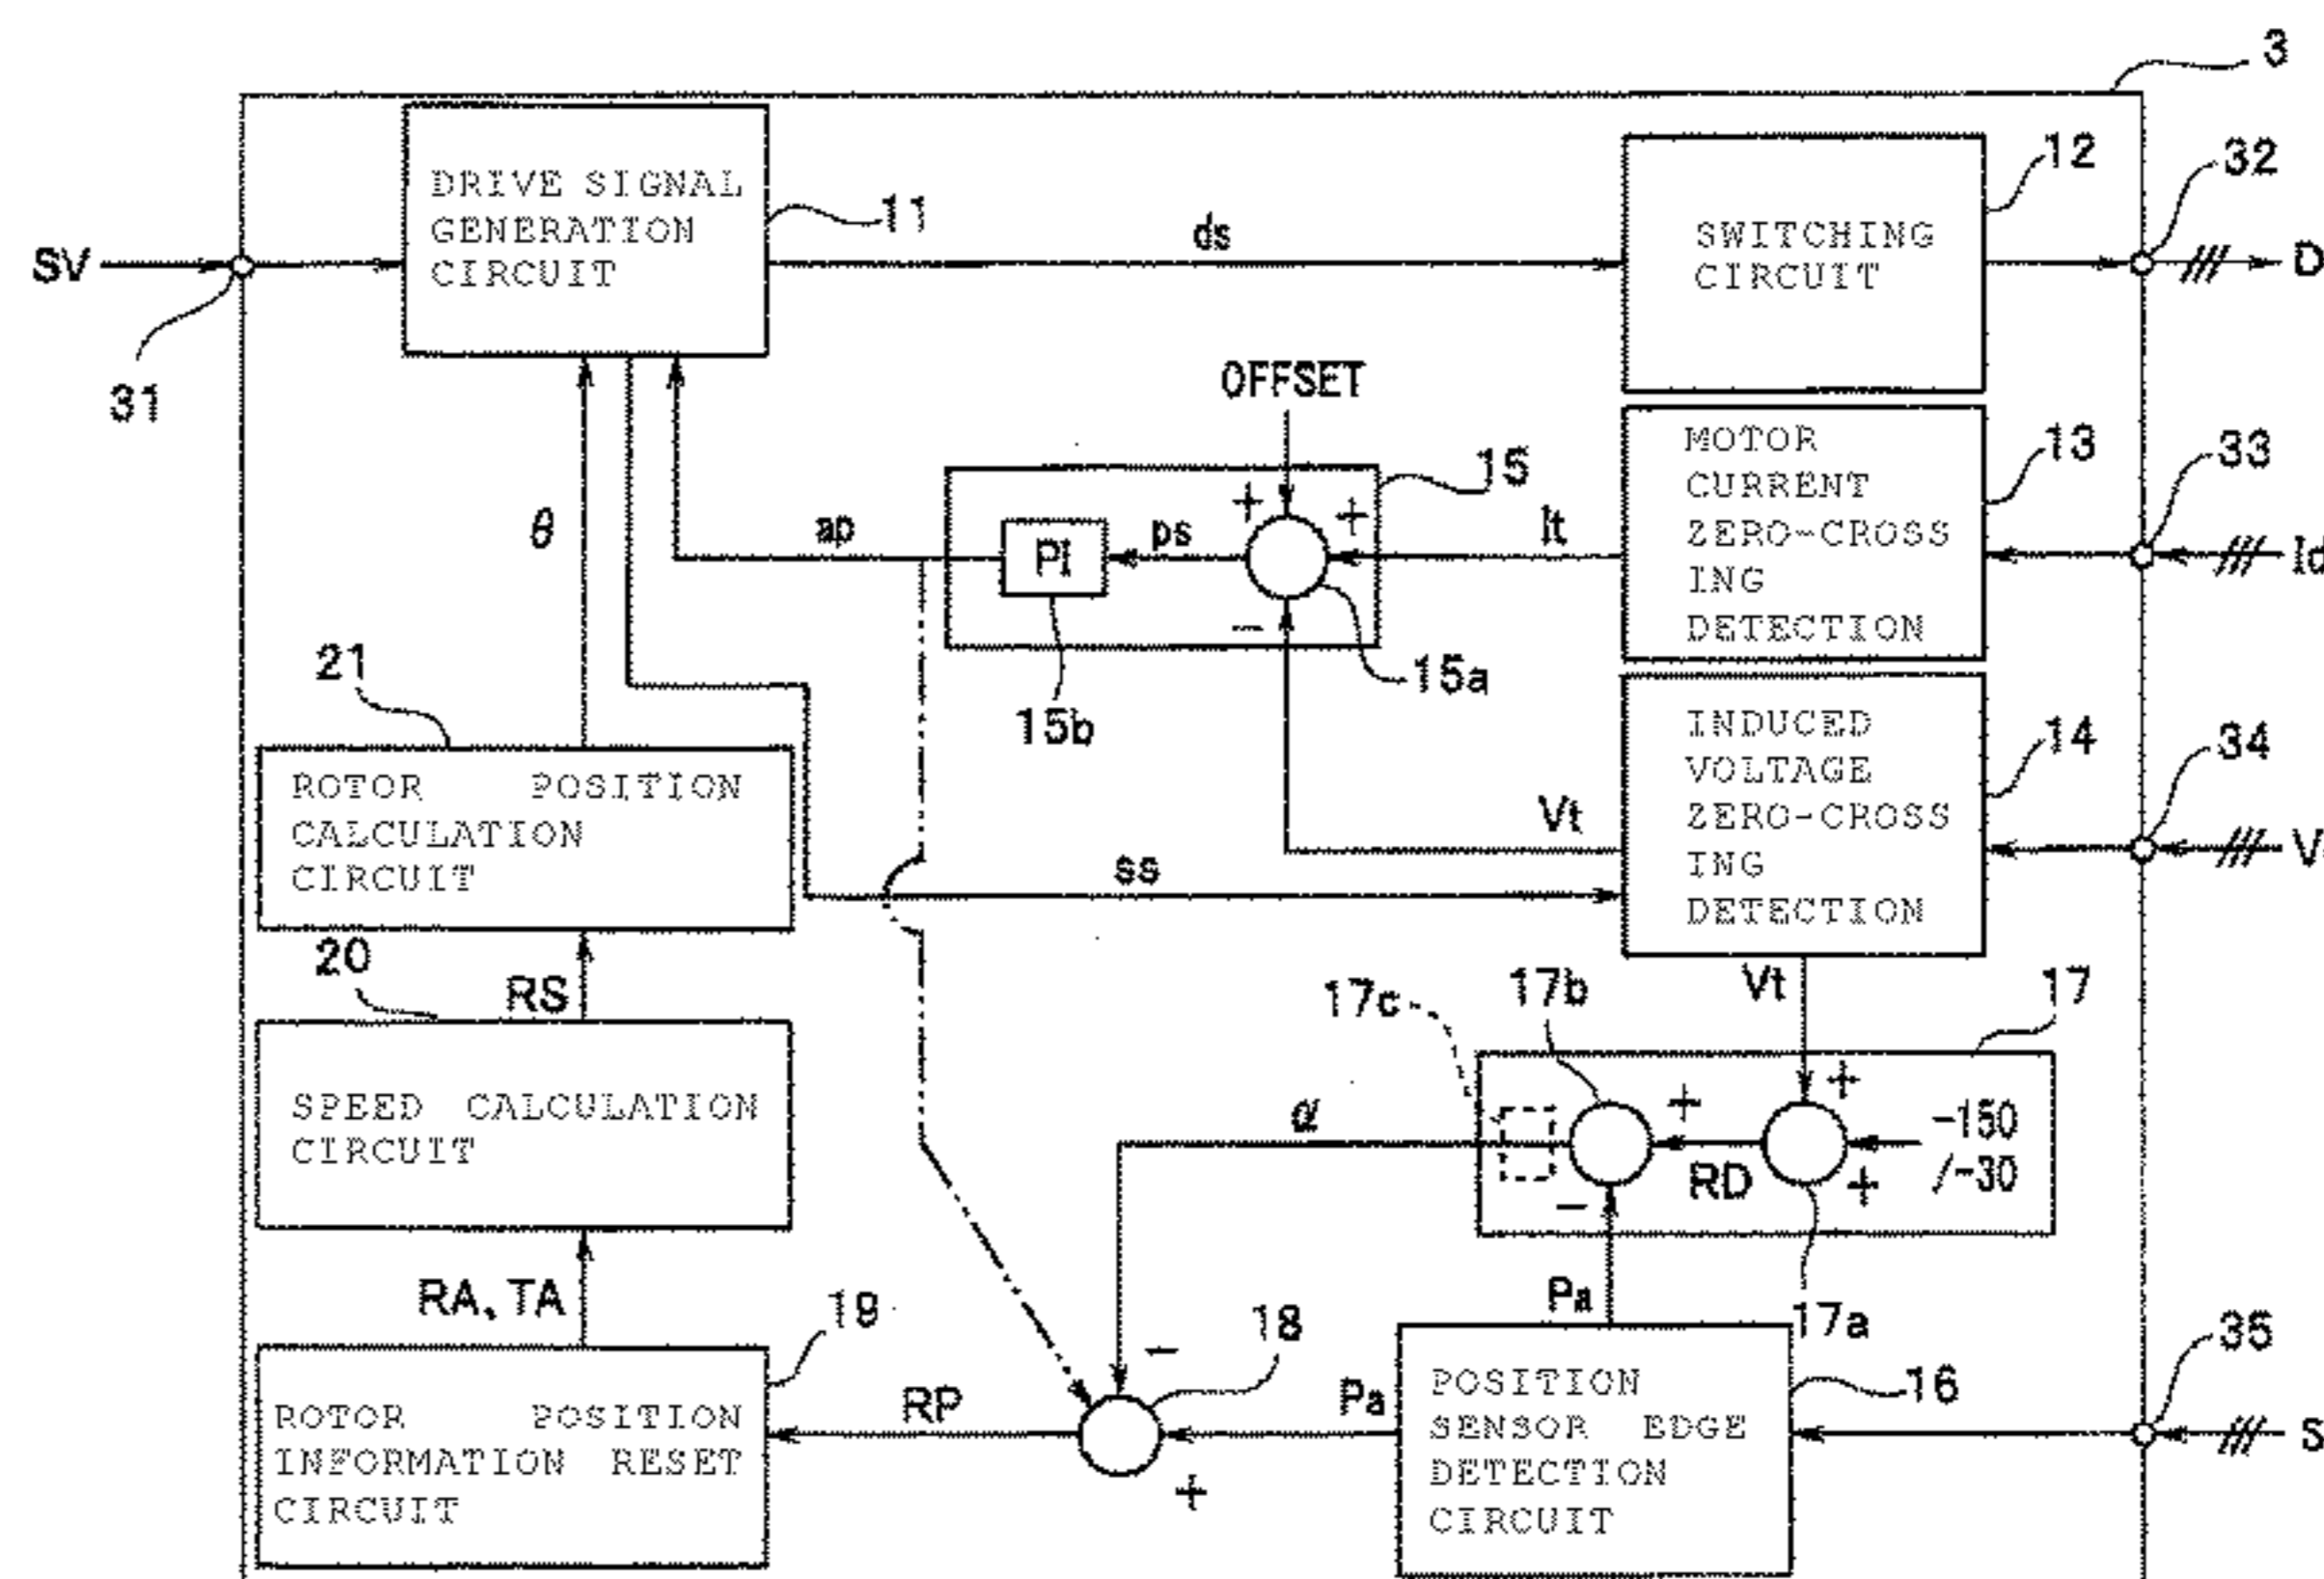 3
DRIVE SIGNAL
GENERATION
CIRCUIT
11
ds
SWITCHING
CIRCUIT
12
32
SV
D
31
OFFSET
MOTOR
CURRENT
ZERO-CROSS
ING
DETECTION
13
33
15
+
+
θ
ap
PI
ps
It
Id
−
15a
15b
21
INDUCED
VOLTAGE
ZERO-CROSS
ING
DETECTION
14
34
ROTOR POSITION
CALCULATION
CIRCUIT
Vt
V
ss
20
RS
17c
17b
Vt
17
SPEED CALCULATION
CIRCUIT
α
+
+
-150
/-30
RD
+
−
RA, TA
19
18
Pa
17a
35
−
ROTOR POSITION
INFORMATION RESET
CIRCUIT
RP
Pa
POSITION
SENSOR EDGE
DETECTION
CIRCUIT
16
S
+